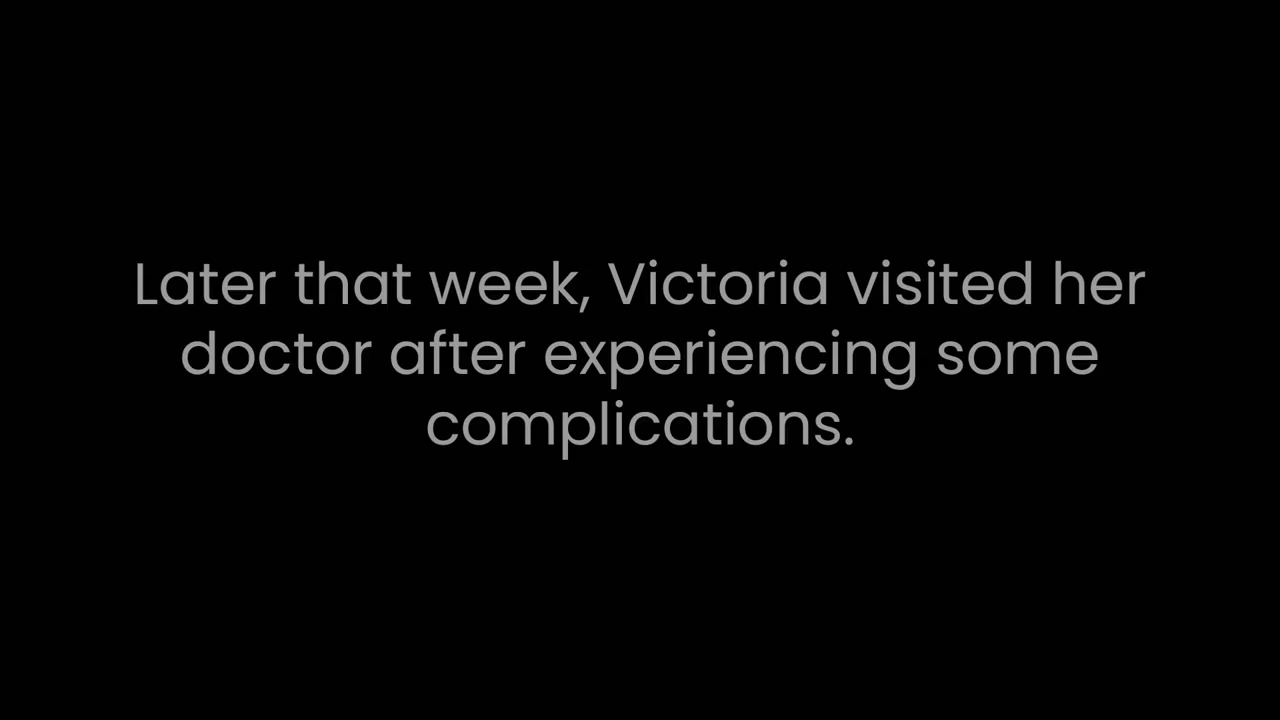 Later that week, Victoria visited her
doctor after experiencing some
complications.